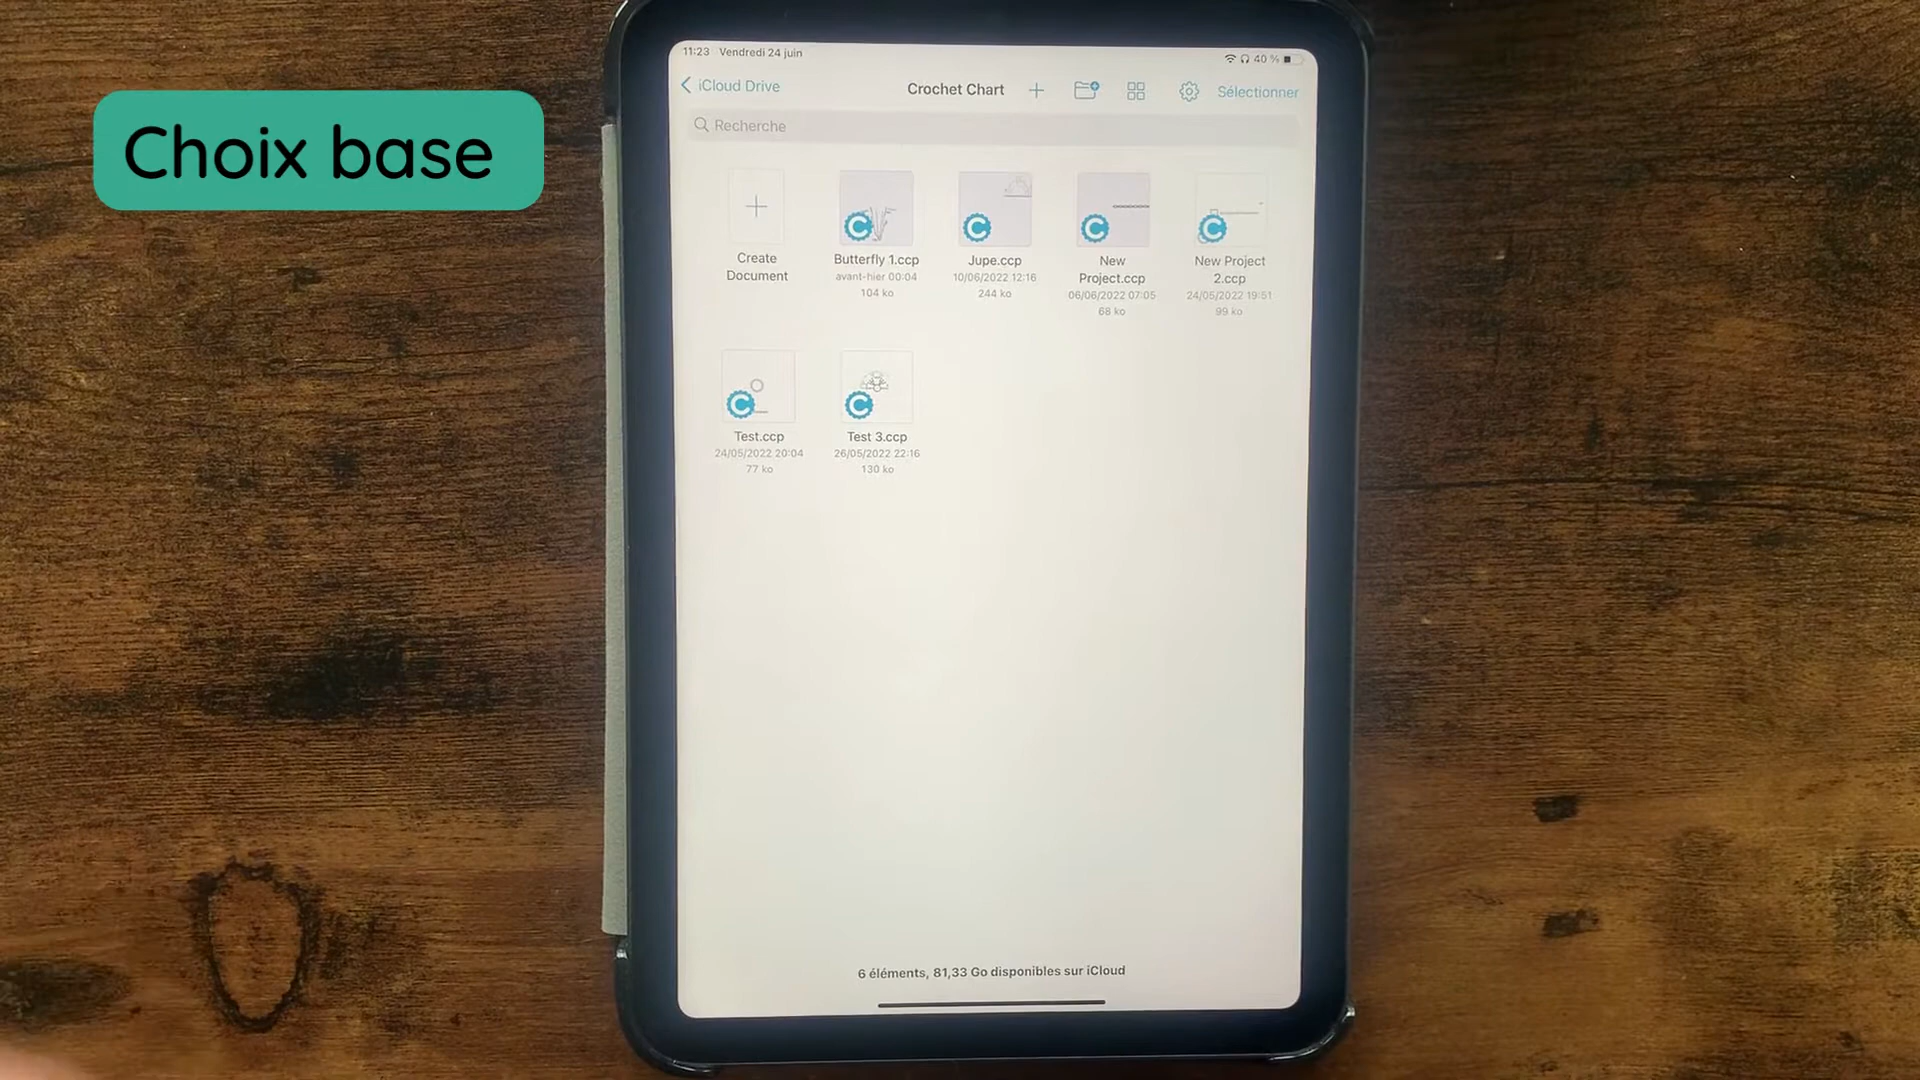 Choix base
11:23 Vendredi 24 juin
40 %
iCloud Drive
Crochet Chart
Sélectionner
Recherche
Create
Document
Butterfly 1.ccp
avant-hier 00:04
104 ko
Jupe.ccp
10/06/2022 12:16
244 ko
New
Project.ccp
06/06/2022 07:05
68 ko
New Project
2.ccp
24/05/2022 19:51
99 ko
Test.ccp
24/05/2022 20:04
77 ko
Test 3.ccp
26/05/2022 22:16
130 ko
6 éléments, 81,33 Go disponibles sur iCloud